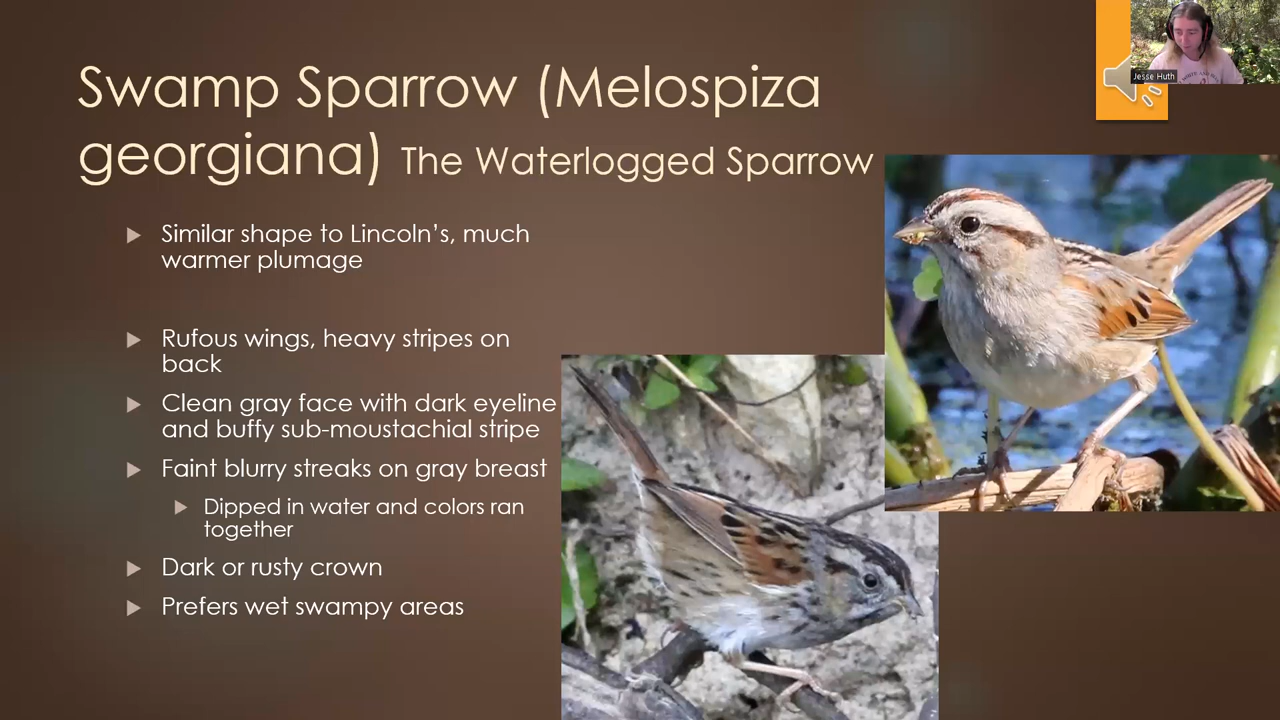 Swamp Sparrow (Melospiza
georgiana) The Waterlogged Sparrow
Similar shape to Lincoln’s, much
warmer plumage
Rufous wings, heavy stripes on
back
Clean gray face with dark eyeline
and buffy sub-moustachial stripe
Faint blurry streaks on gray breast
Dipped in water and colors ran
together
Dark or rusty crown
Prefers wet swampy areas
Jesse Huth